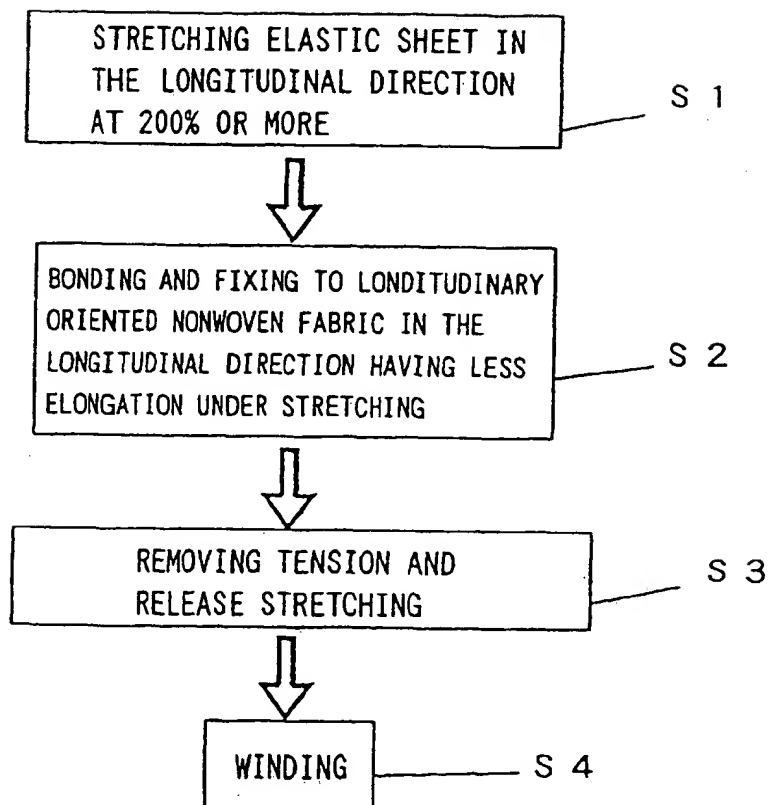 STRETCHING ELASTIC SHEET IN
THE LONGITUDINAL DIRECTION
AT 200% OR MORE
S 1
BONDING AND FIXING TO LONDITUDINARY
ORIENTED NONWOVEN FABRIC IN THE
LONGITUDINAL DIRECTION HAVING LESS
ELONGATION UNDER STRETCHING
S 2
REMOVING TENSION AND
RELEASE STRETCHING
S 3
WINDING
S 4